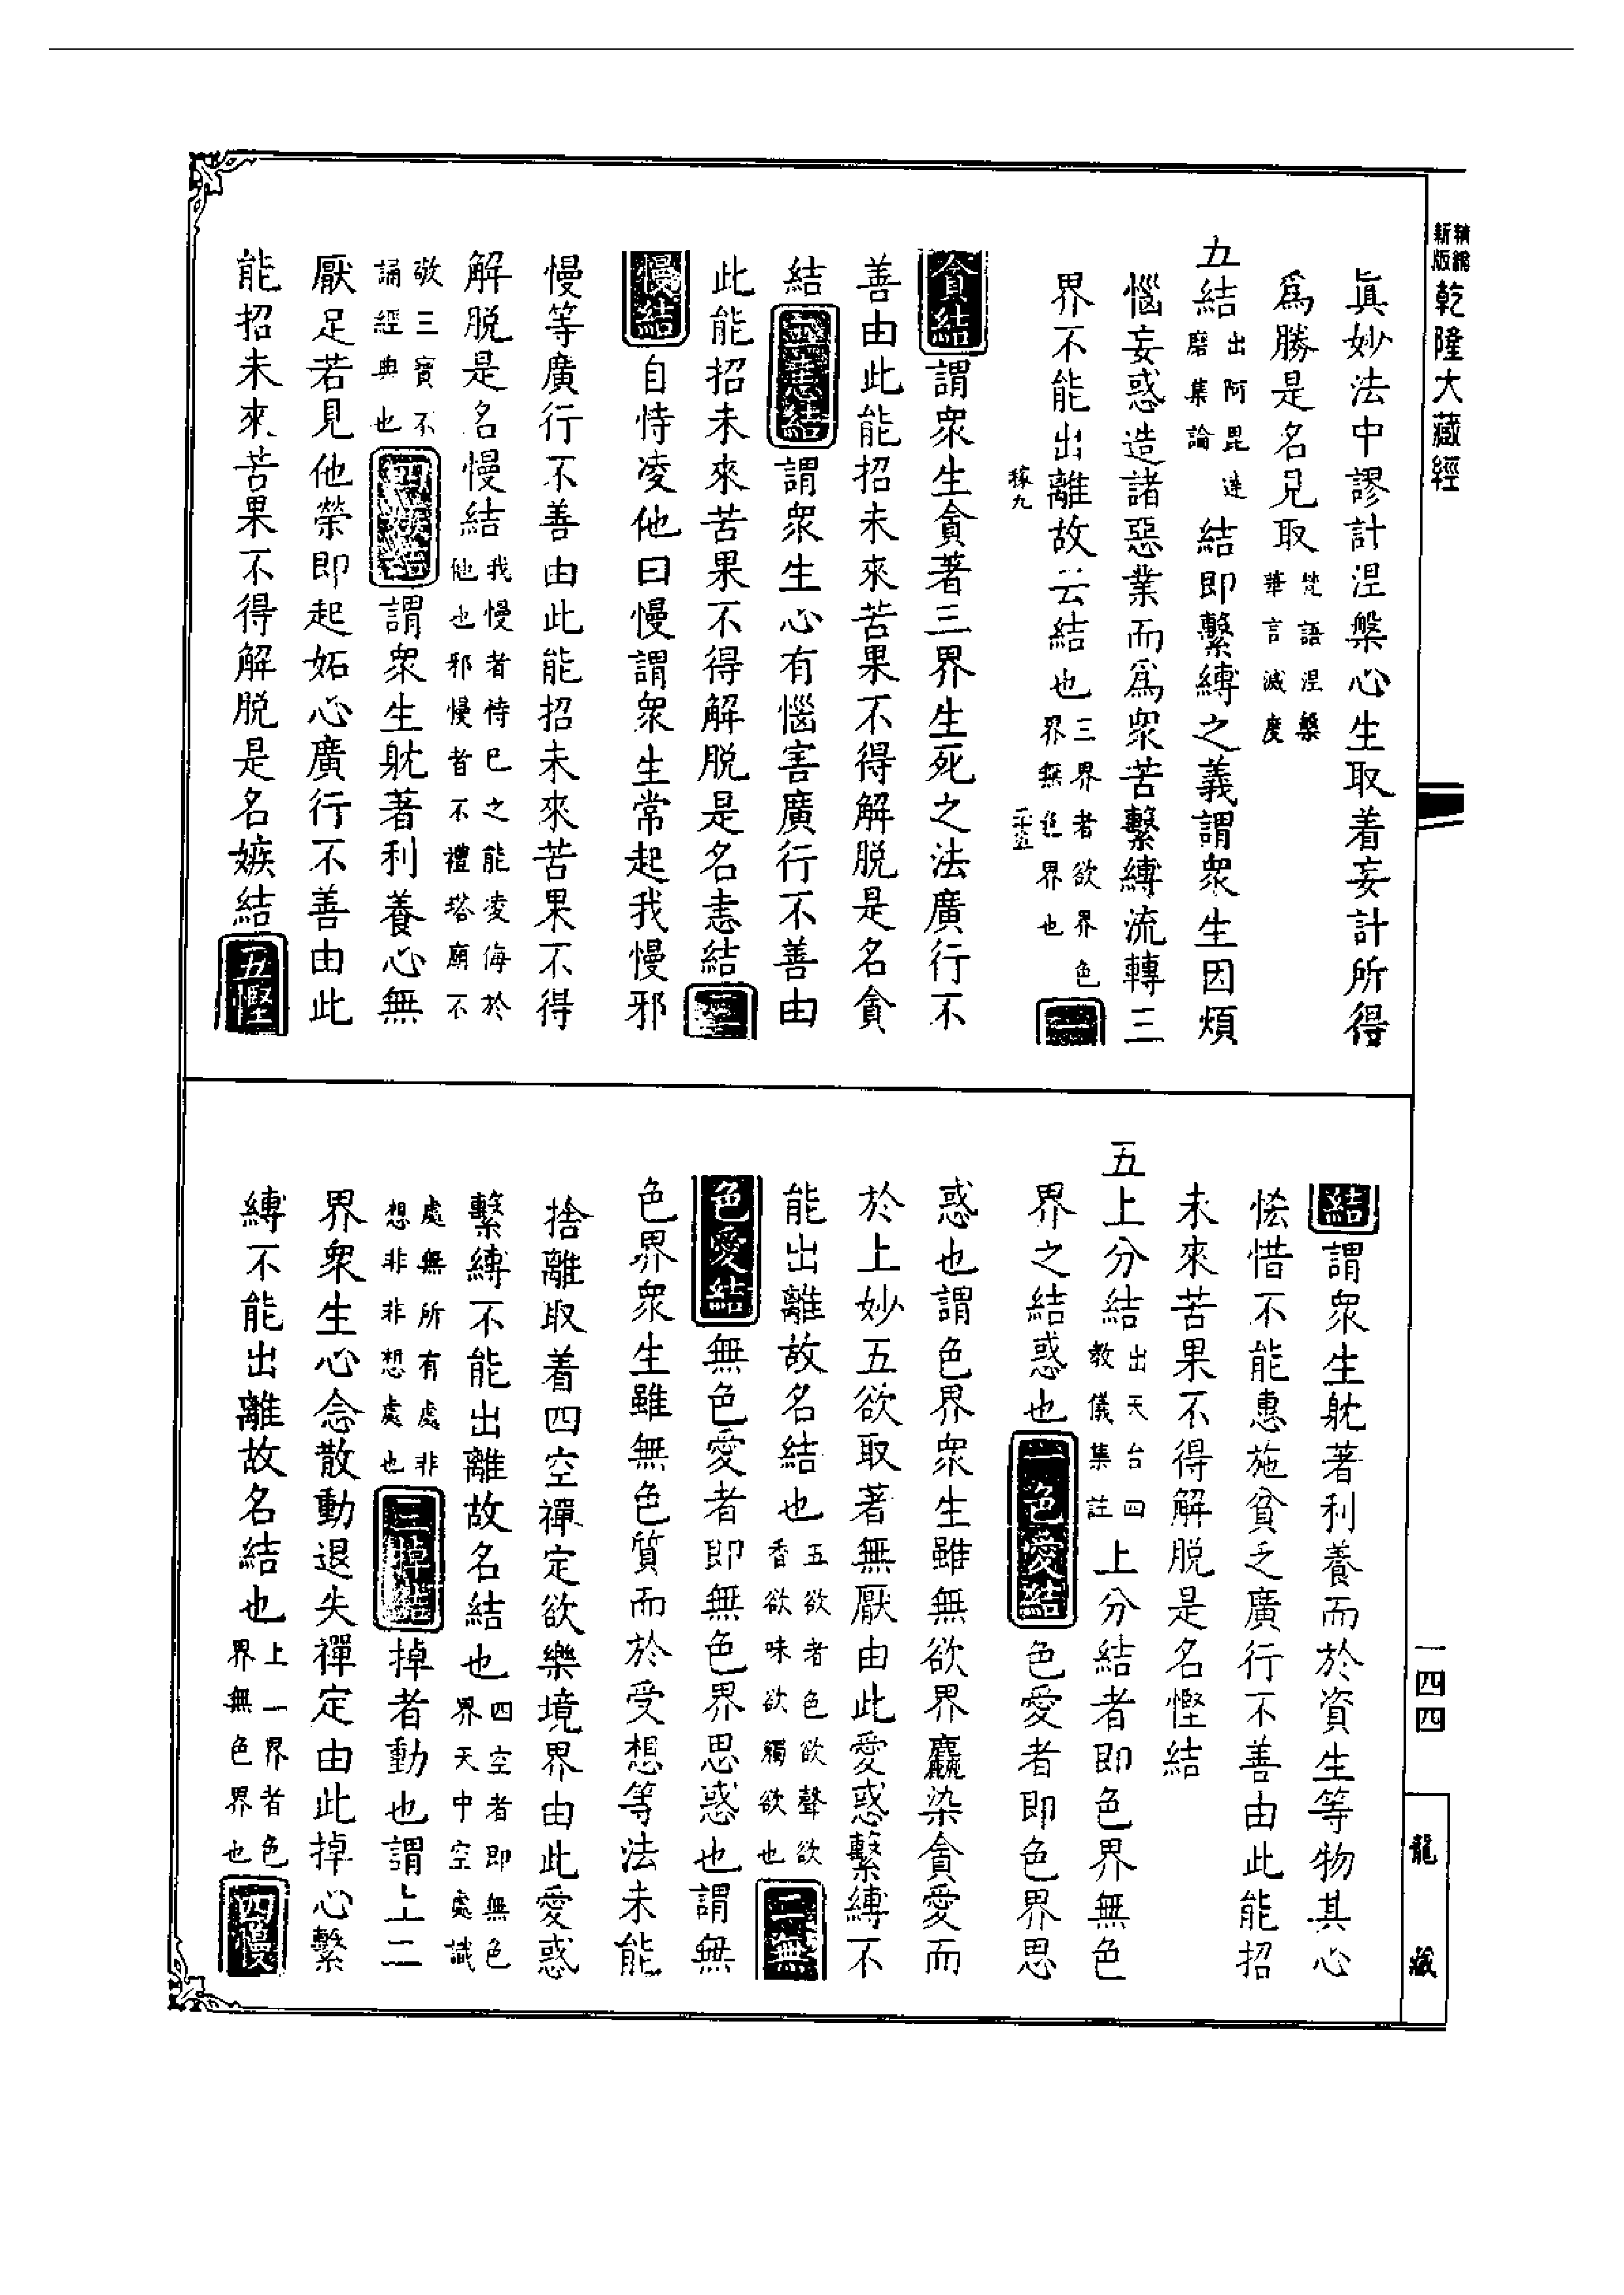 新版
乾隆大藏經
眞妙法中謬計涅槃心生取着妄計所得
爲勝是名見取梵語涅槃華言滅度
五結出阿毘達磨集論結即繫縛之義謂衆生因煩
惱妄惑造諸惡業而爲衆苦繫縛流轉三
界不能出離故云結也三界者欲界色界無色界也一
稼九
貪結謂衆生貪著三界生死之法廣行不
善由此能招未來苦果不得解脱是名貪
結二恚結謂衆生心有惱害廣行不善由
此能招未來苦果不得解脱是名恚結三
慢結自恃凌他曰慢謂衆生常起我慢邪
慢等廣行不善由此能招未來苦果不得
解脱是名慢結我慢者恃己之能凌侮於他也邪慢者不禮塔廟不
敬三寶不誦經典也四嫉結謂衆生躭著利養心無
厭足若見他榮即起妬心廣行不善由此
能招未來苦果不得解脱是名嫉結五慳
結謂衆生躭著利養而於資生等物其心
恡惜不能惠施貧乏廣行不善由此能招
未來苦果不得解脱是名慳結
五上分結出天台四教儀集註上分結者即色界無色
界之結惑也一色愛結色愛者即色界思
惑也謂色界衆生雖無欲界麤染貪愛而
於上妙五欲取著無厭由此愛惑繫縛不
能出離故名結也五欲者色欲聲欲香欲味欲觸欲也二無
色愛結無色愛者即無色界思惑也謂無
色界衆生雖無色質而於受想等法未能
捨離取着四空禪定欲樂境界由此愛惑
繫縛不能出離故名結也四空者即無色界天中空處識
處無所有處非想非非想處也三掉結掉者動也謂上二
界衆生心念散動退失禪定由此掉心繫
縛不能出離故名結也上二界者色界無色界也四慢
一四四
龍藏